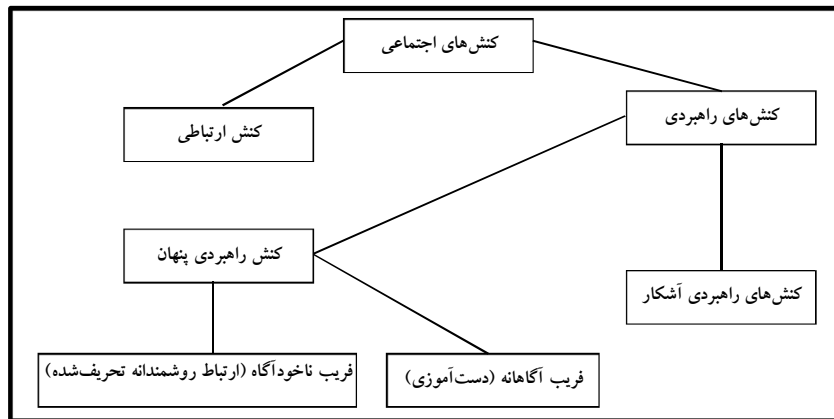 کنش‌های اجتماعی
کنش‌های راهبردی
کنش ارتباطی
کنش راهبردی پنهان
کنش‌های راهبردی آشکار
فریب آگاهانه (دست‌آموزی)
فریب ناخودآگاه (ارتباط روشمندانه تحریف‌شده)